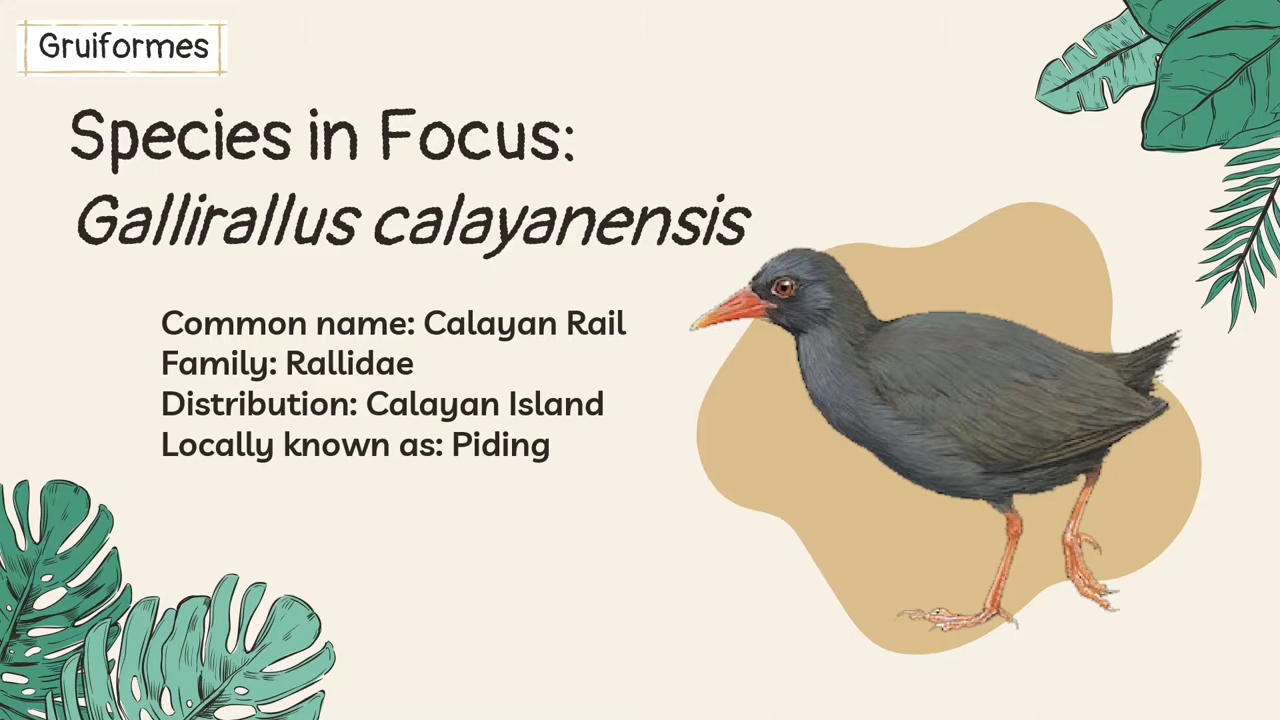 Gruiformes
Species in Focus:
Gallirallus calayanensis
Common name: Calayan Rail
Family: Rallidae
Distribution: Calayan Island
Locally known as: Piding